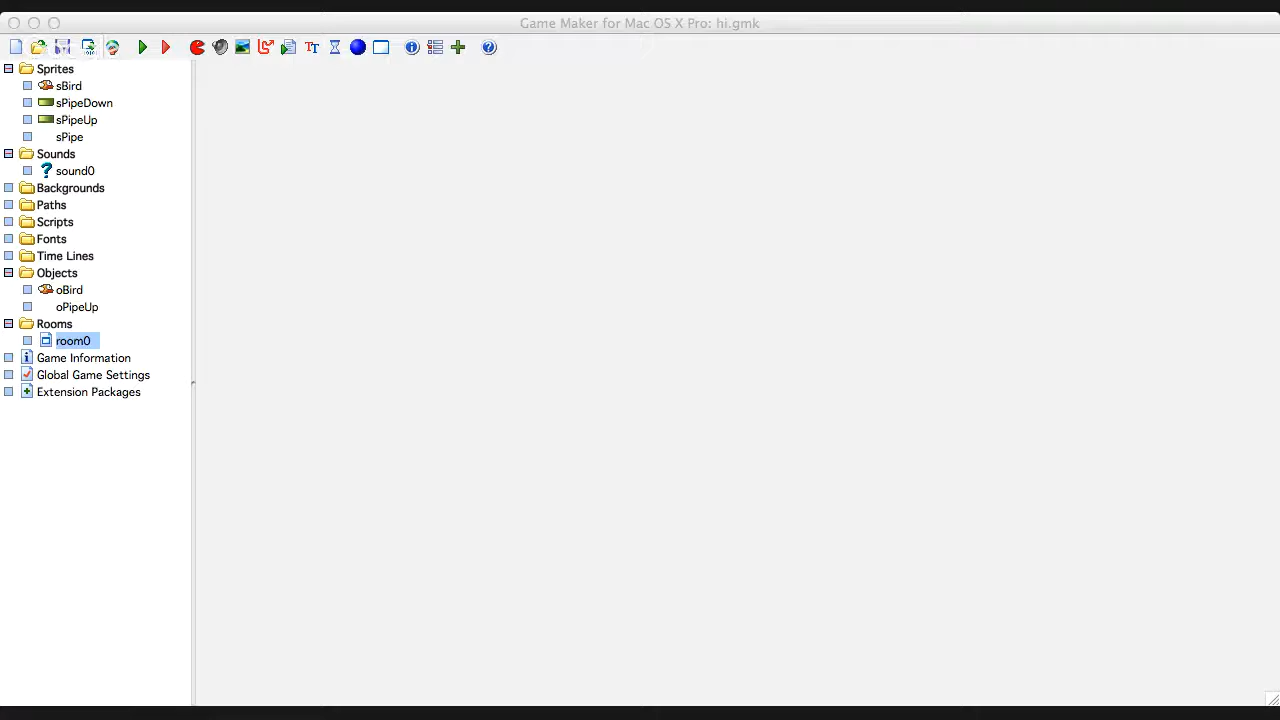 Game Maker for Mac OS X Pro: hi.gmk
Sprites
sBird
sPipeDown
sPipeUp
sPipe
Sounds
sound0
Backgrounds
Paths
Scripts
Fonts
Time Lines
Objects
oBird
oPipeUp
Rooms
room0
Game Information
Global Game Settings
Extension Packages